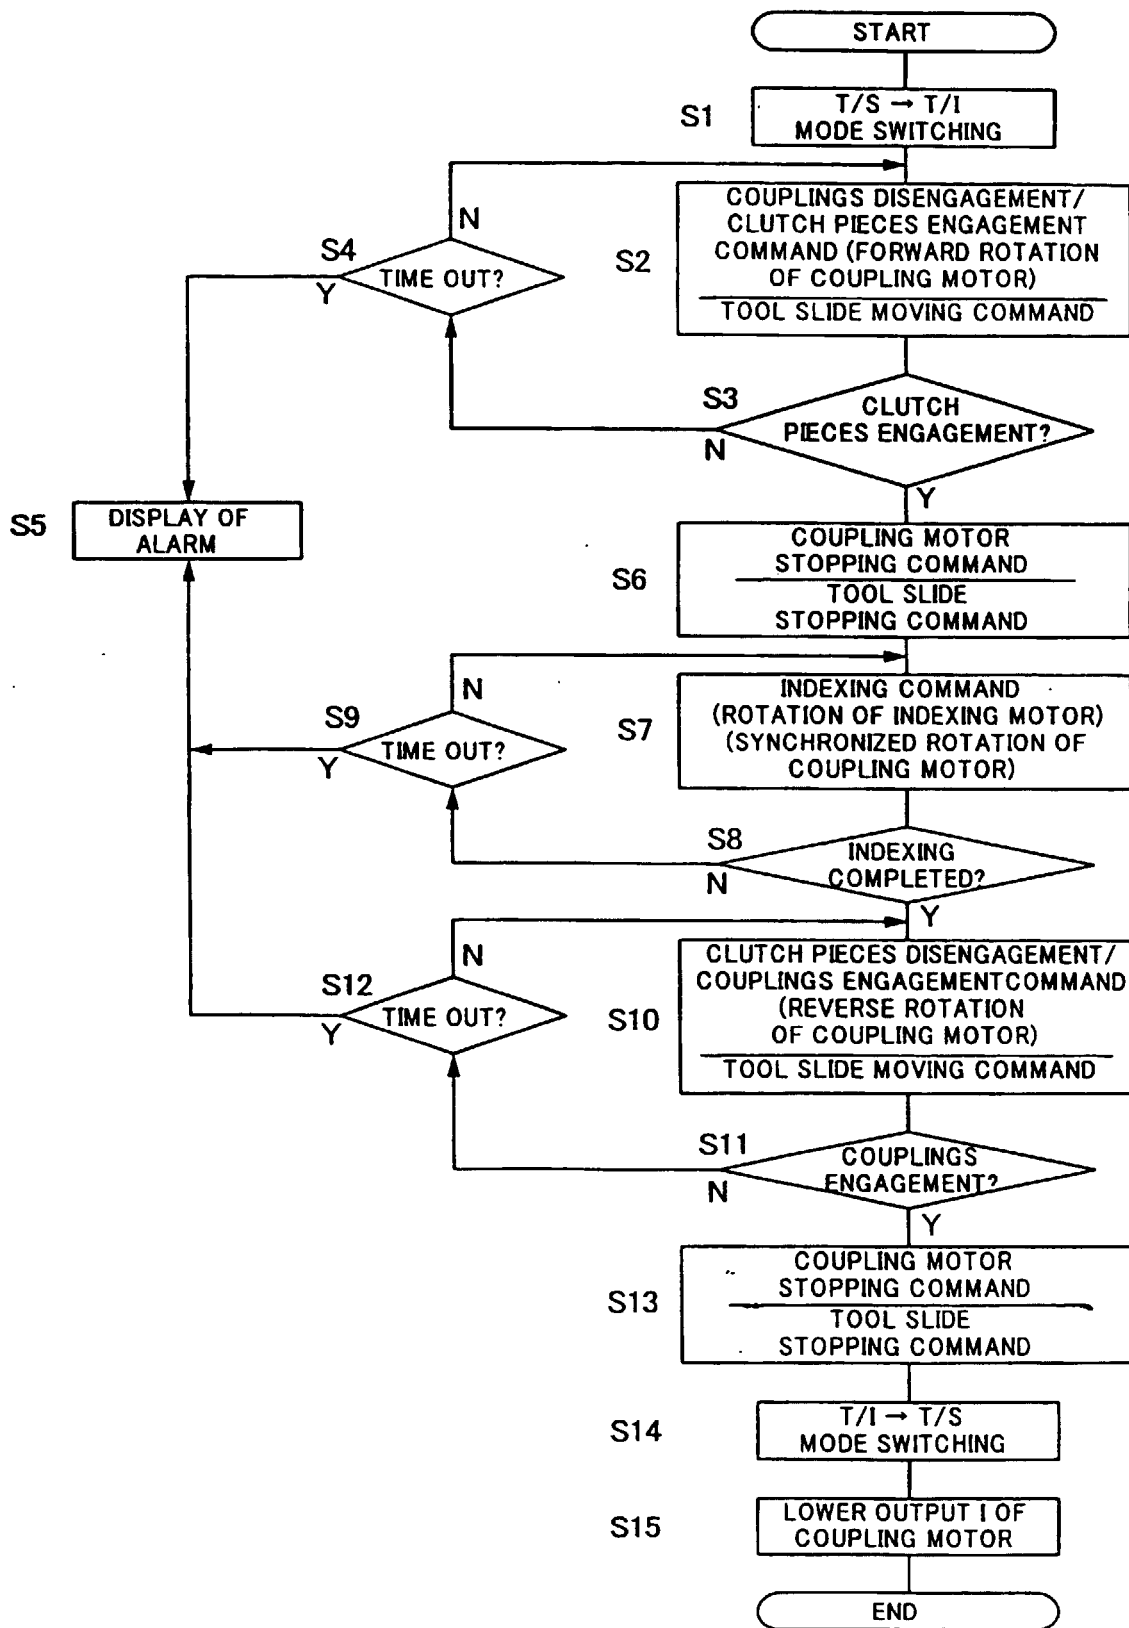 START
S1
T/S → T/I
MODE SWITCHING
S2
COUPLINGS DISENGAGEMENT/
CLUTCH PIECES ENGAGEMENT
COMMAND (FORWARD ROTATION
OF COUPLING MOTOR)
TOOL SLIDE MOVING COMMAND
N
S4
TIME OUT?
Y
S3
CLUTCH
PIECES ENGAGEMENT?
N
Y
S5
DISPLAY OF
ALARM
S6
COUPLING MOTOR
STOPPING COMMAND
TOOL SLIDE
STOPPING COMMAND
N
S9
TIME OUT?
Y
S7
INDEXING COMMAND
(ROTATION OF INDEXING MOTOR)
(SYNCHRONIZED ROTATION OF
COUPLING MOTOR)
S8
INDEXING
COMPLETED?
N
Y
N
S12
TIME OUT?
Y
S10
CLUTCH PIECES DISENGAGEMENT/
COUPLINGS ENGAGEMENTCOMMAND
(REVERSE ROTATION
OF COUPLING MOTOR)
TOOL SLIDE MOVING COMMAND
S11
COUPLINGS
ENGAGEMENT?
N
Y
S13
COUPLING MOTOR
STOPPING COMMAND
TOOL SLIDE
STOPPING COMMAND
S14
T/I → T/S
MODE SWITCHING
S15
LOWER OUTPUT I OF
COUPLING MOTOR
END